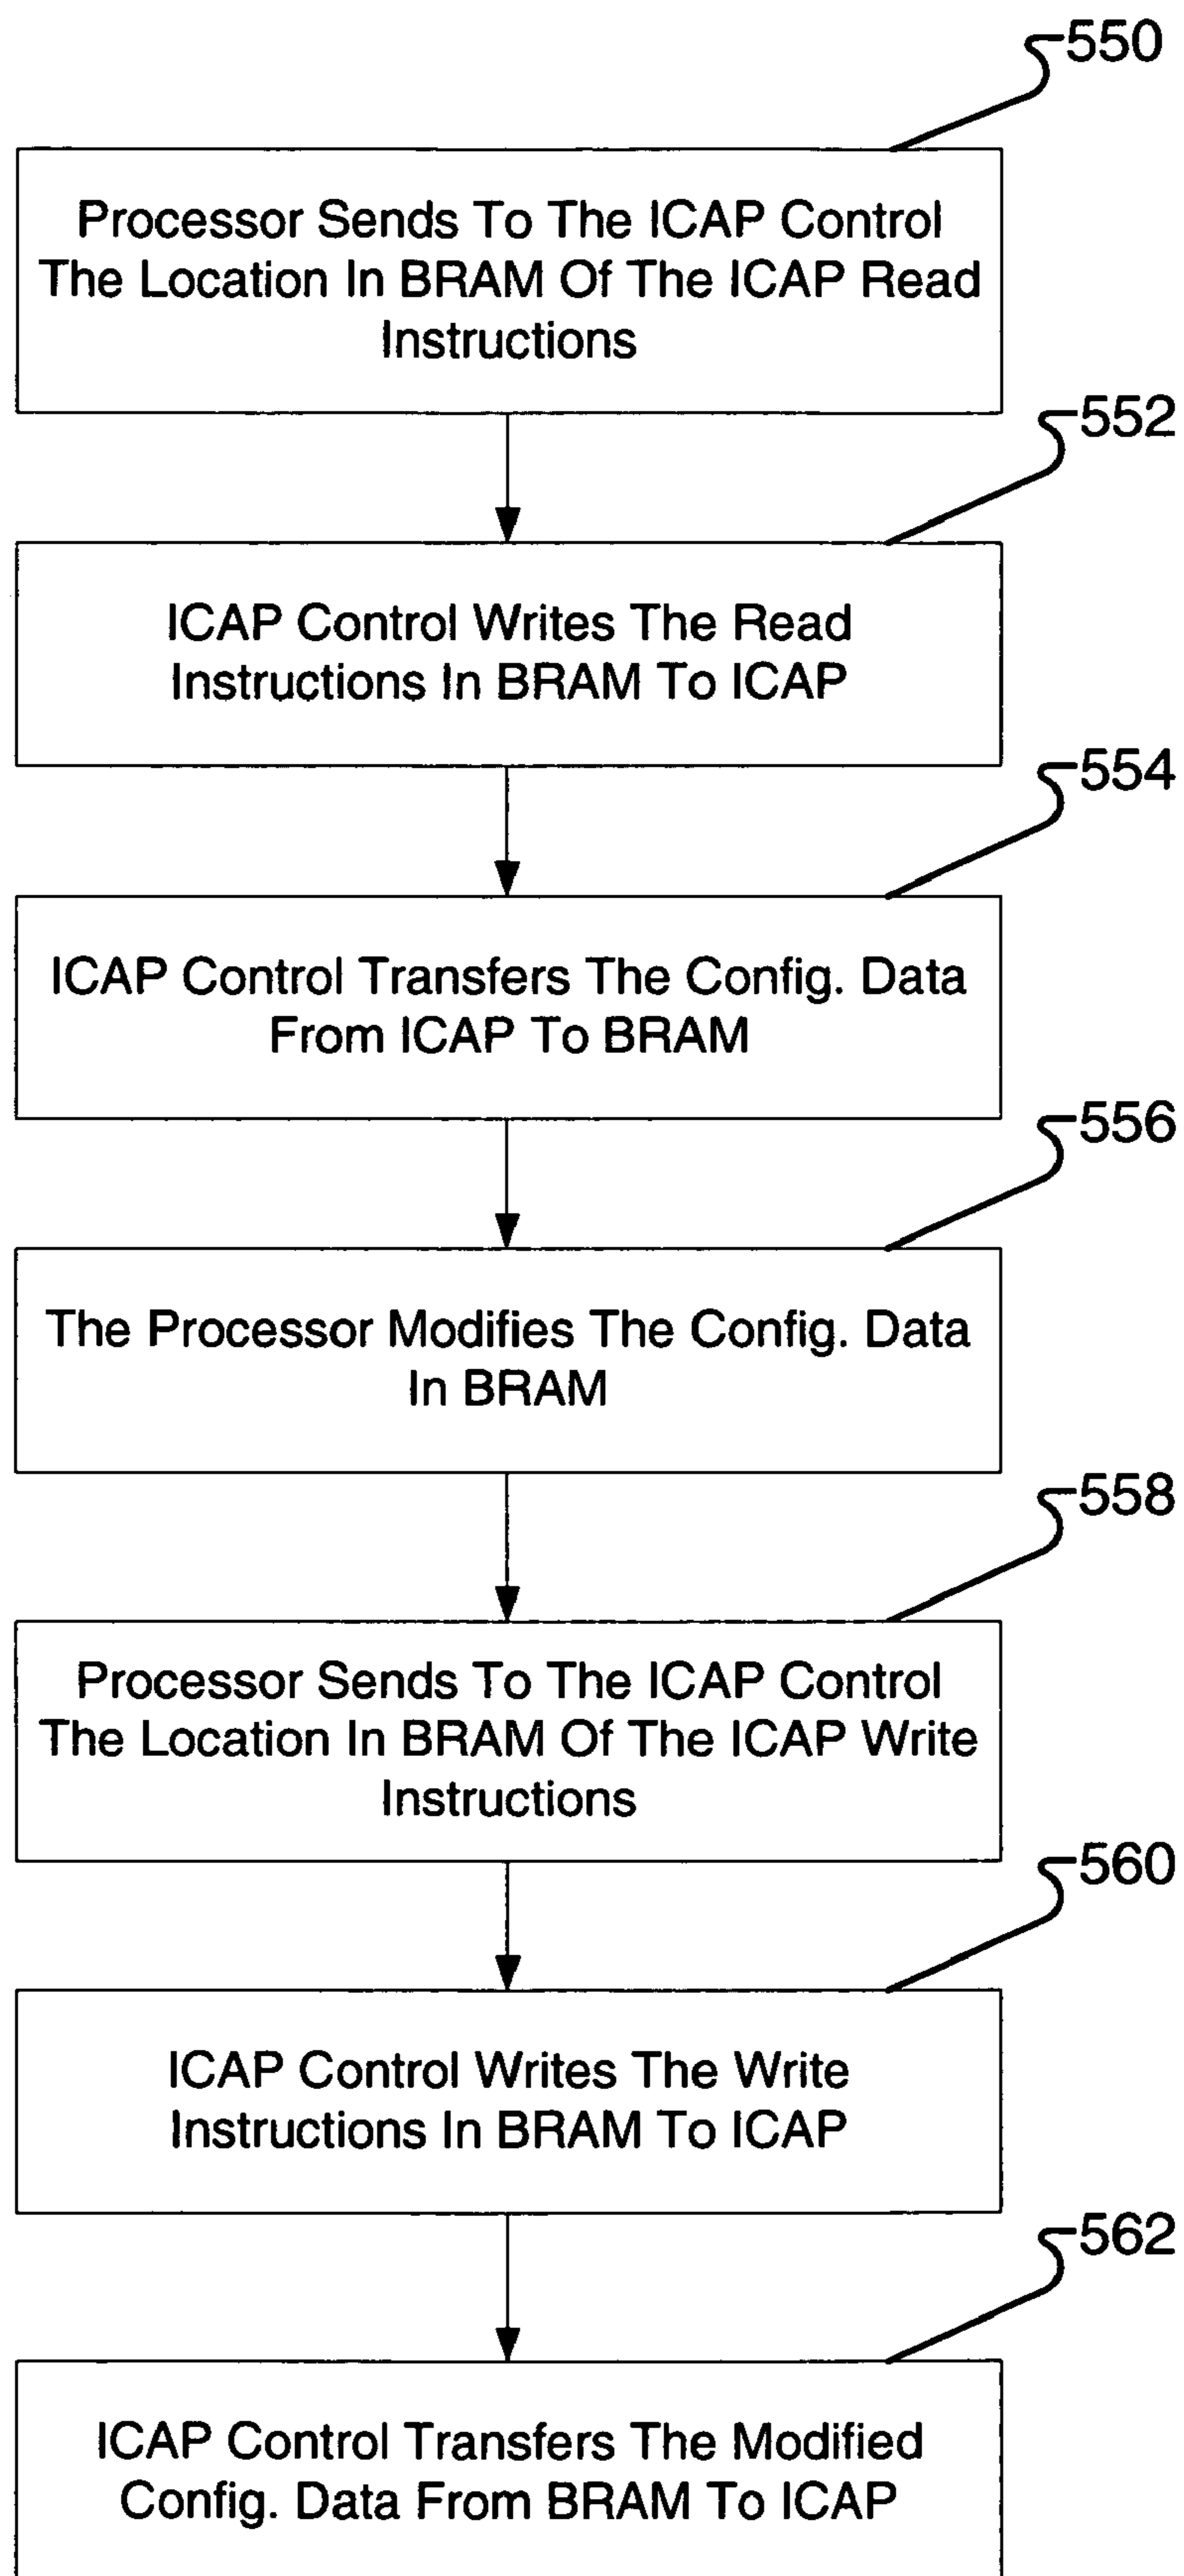 550
Processor Sends To The ICAP Control
The Location In BRAM Of The ICAP Read
Instructions
552
ICAP Control Writes The Read
Instructions In BRAM To ICAP
554
ICAP Control Transfers The Config. Data
From ICAP To BRAM
556
The Processor Modifies The Config. Data
In BRAM
558
Processor Sends To The ICAP Control
The Location In BRAM Of The ICAP Write
Instructions
560
ICAP Control Writes The Write
Instructions In BRAM To ICAP
562
ICAP Control Transfers The Modified
Config. Data From BRAM To ICAP